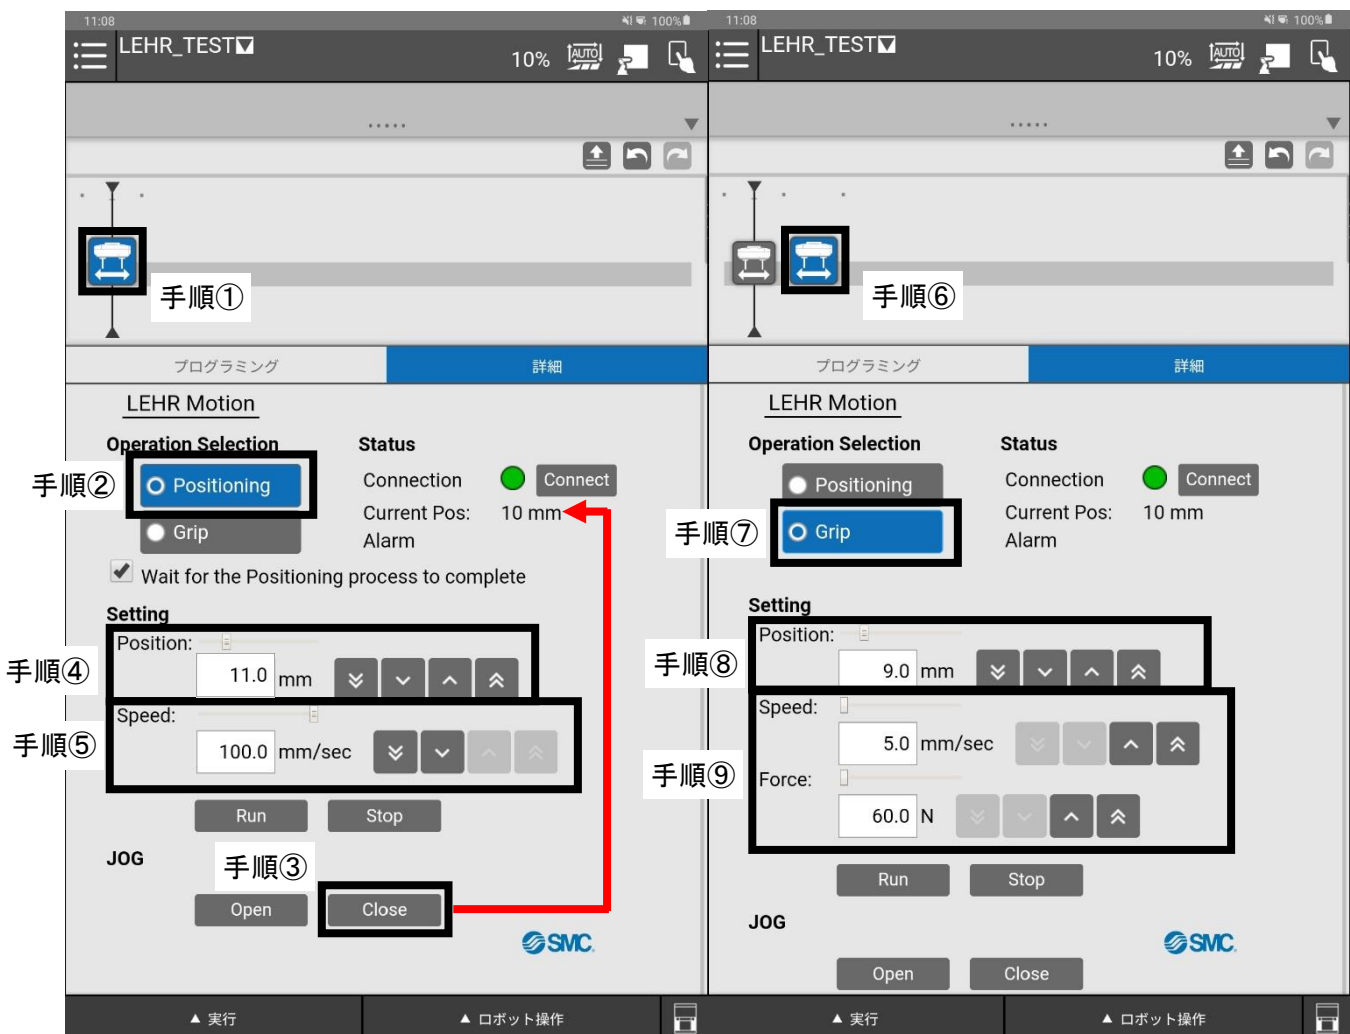 11:08
100%
LEHR_TEST
10%
AUTO
手順①
プログラミング
詳細
LEHR Motion
Operation Selection
Status
手順②
Positioning
Connection
Connect
Current Pos:
10 mm
Grip
Alarm
Wait for the Positioning process to complete
Setting
Position:
手順④
11.0 mm
Speed:
手順⑤
100.0 mm/sec
Run
Stop
JOG
手順③
Open
Close
SMC
▲ 実行
▲ ロボット操作
11:08
100%
LEHR_TEST
10%
AUTO
手順⑥
プログラミング
詳細
LEHR Motion
Operation Selection
Status
Positioning
Connection
Connect
Current Pos:
10 mm
手順⑦
Grip
Alarm
Setting
Position:
手順⑧
9.0 mm
Speed:
5.0 mm/sec
手順⑨
Force:
60.0 N
Run
Stop
JOG
SMC
Open
Close
▲ 実行
▲ ロボット操作